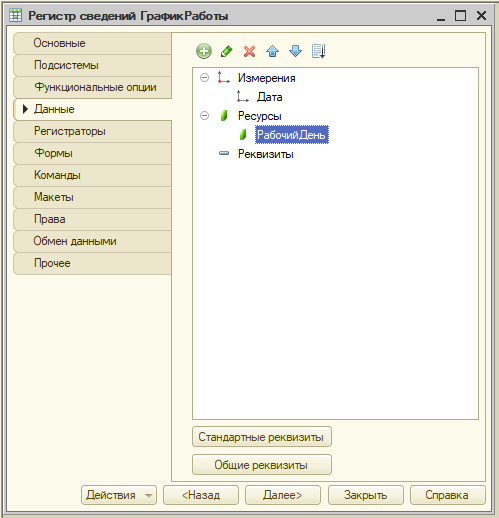 Регистр сведений ГрафикРаботы
Основные
Подсистемы
Функциональные опции
Данные
Регистраторы
Формы
Команды
Макеты
Права
Обмен данными
Прочее
Измерения
Дата
Ресурсы
РабочийДень
Реквизиты
Стандартные реквизиты
Общие реквизиты
Действия
<Назад
Далее>
Закрыть
Справка